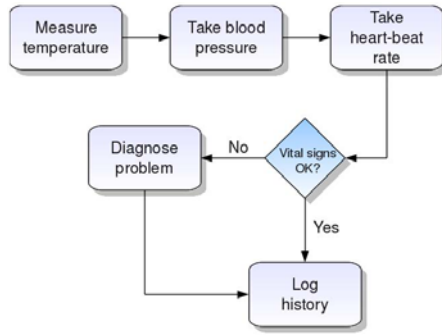 Measure
temperature
Take blood
pressure
Take
heart-beat
rate
Vital signs
OK?
No
Diagnose
problem
Yes
Log
history